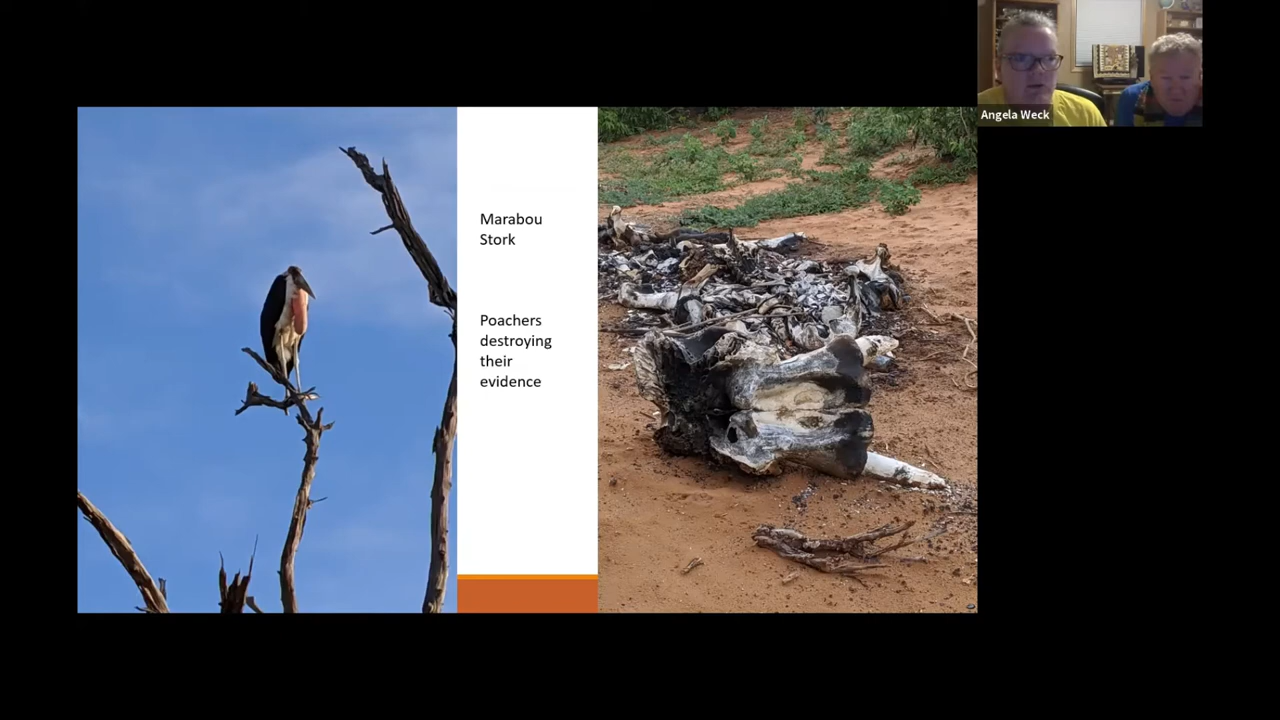 Angela Weck
Marabou
Stork
Poachers
destroying
their
evidence